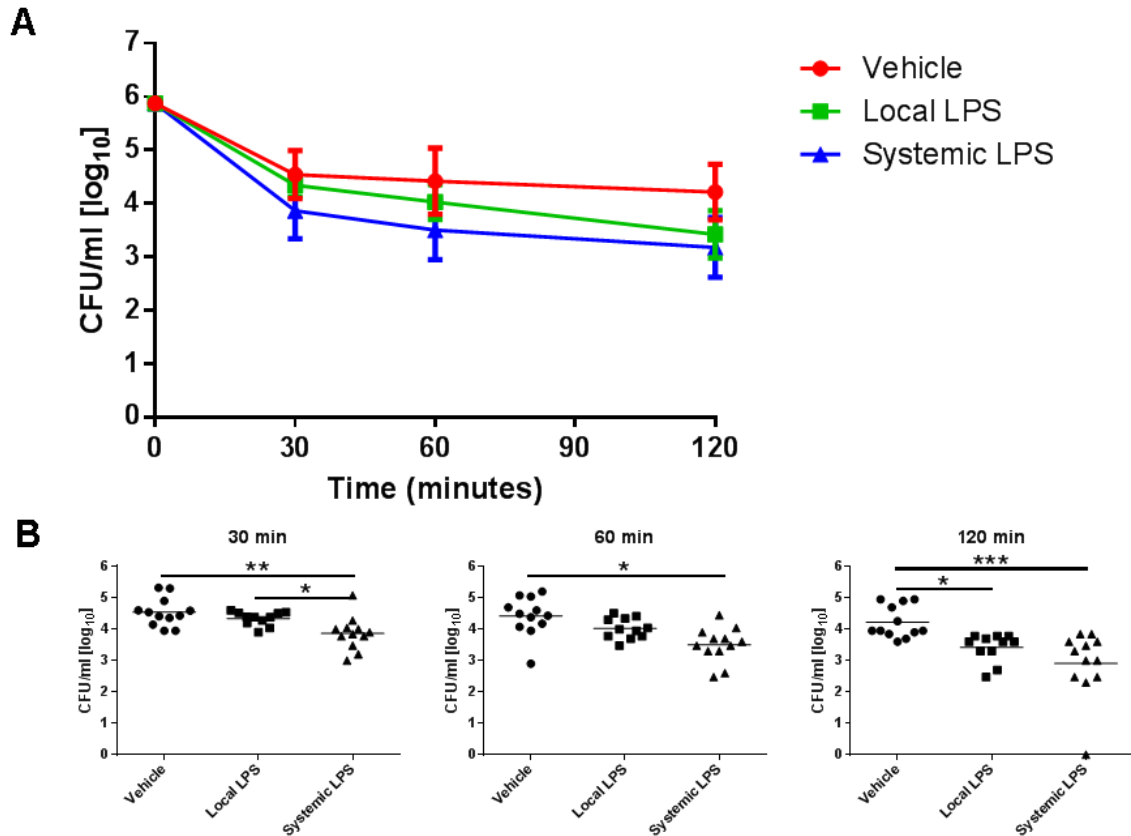 A
7
6
5
4
3
2
1
0
CFU/ml [log10]
0 30 60 90 120
Time (minutes)
Vehicle
Local LPS
Systemic LPS
B
30 min
**
*
6
5
4
3
2
1
0
CFU/ml [log10]
Vehicle
Local LPS
Systemic LPS
60 min
*
6
5
4
3
2
1
0
CFU/ml [log10]
Vehicle
Local LPS
Systemic LPS
120 min
***
*
6
5
4
3
2
1
0
CFU/ml [log10]
Vehicle
Local LPS
Systemic LPS